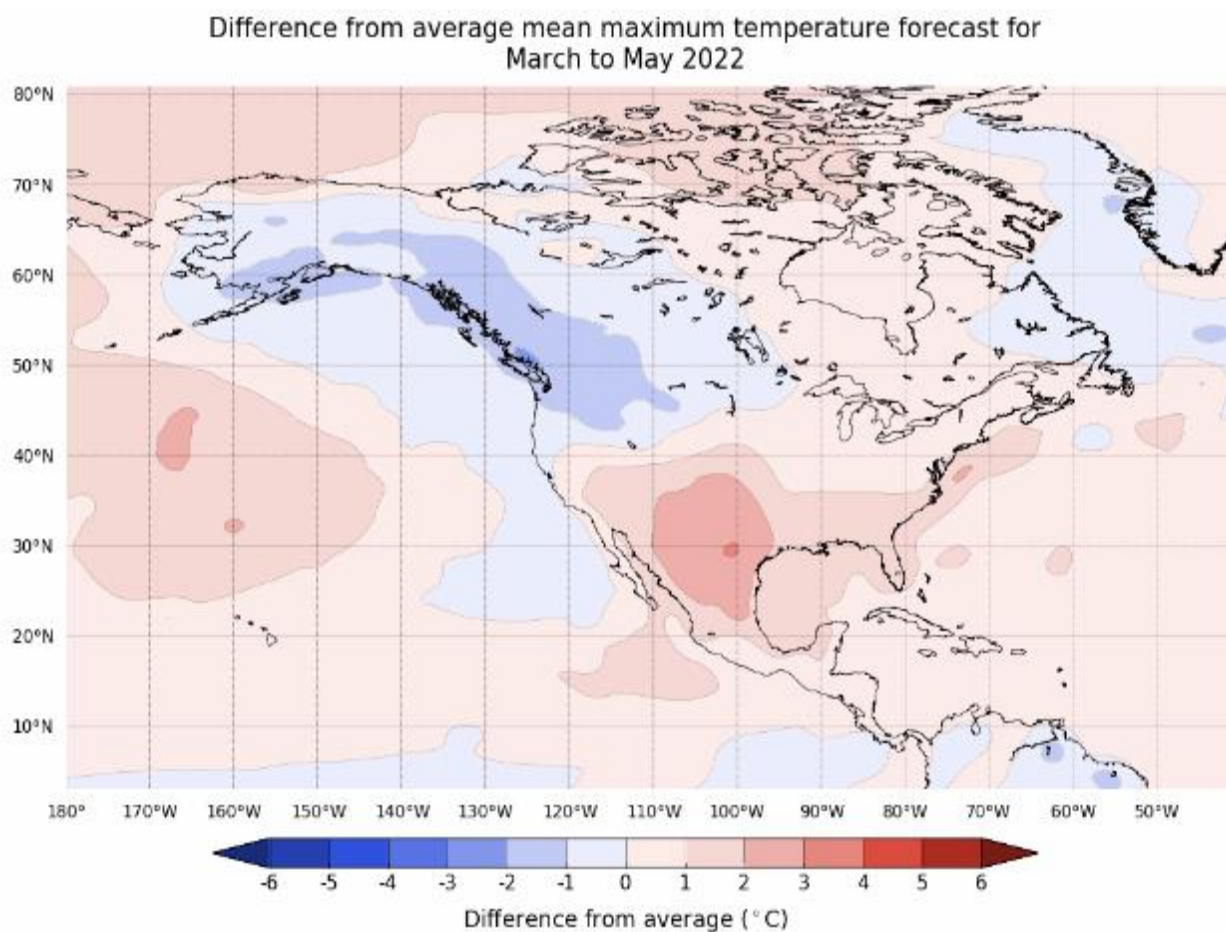 Difference from average mean maximum temperature forecast for
March to May 2022
80°N
70°N
60°N
50°N
40°N
30°N
20°N
10°N
180° 170°W 160°W 150°W 140°W 130°W 120°W 110°W 100°W 90°W 80°W 70°W 60°W 50°W
-6 -5 -4 -3 -2 -1 0 1 2 3 4 5 6
Difference from average (°C)